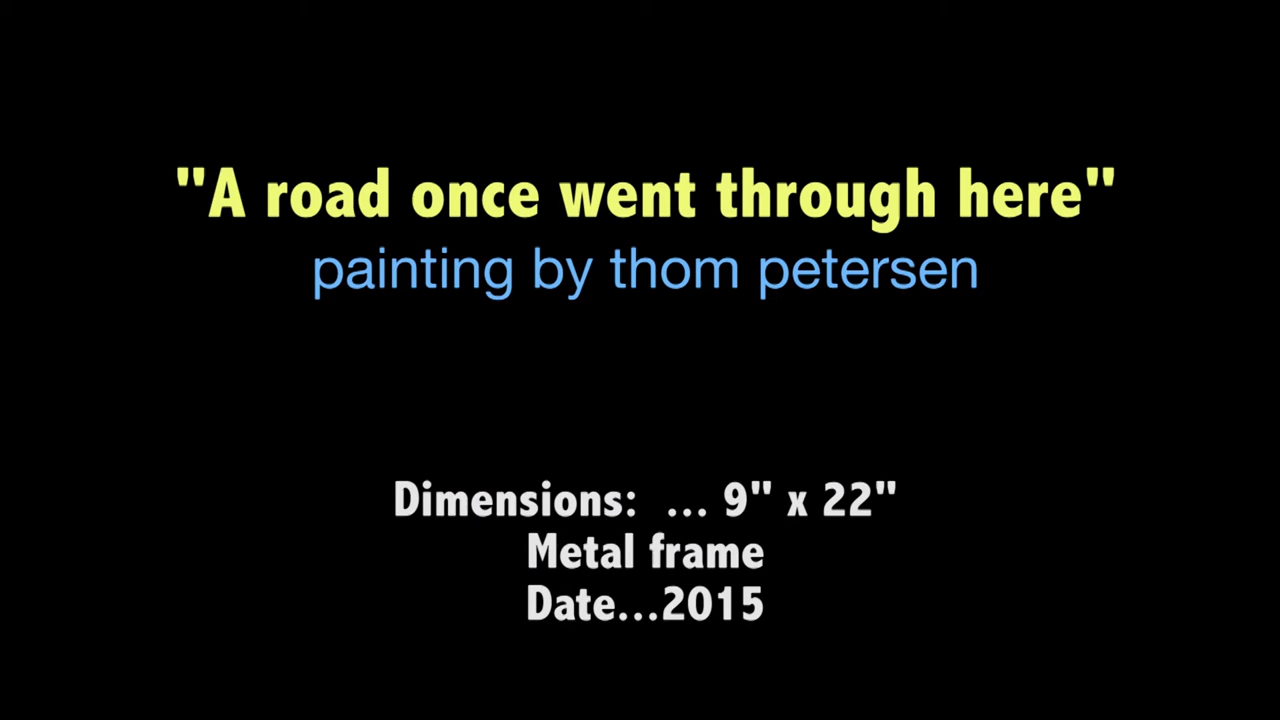 "A road once went through here"
painting by thom petersen
Dimensions:  ... 9" x 22"
Metal frame
Date...2015